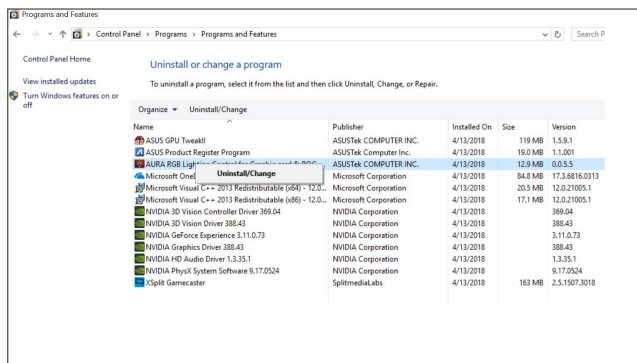 Programs and Features
Control Panel > Programs > Programs and Features
Search P
Control Panel Home
View installed updates
Turn Windows features on or
off
Uninstall or change a program
To uninstall a program, select it from the list and then click Uninstall, Change, or Repair.
Organize Uninstall/Change
Name Publisher Installed On Size Version
ASUS GPU TweakII ASUSTek COMPUTER INC. 4/13/2018 119 MB 1.5.9.1
ASUS Product Register Program ASUSTek Computer Inc. 4/13/2018 19.0 MB 1.1.001
AURA RGB Lighting Control for Graphic card & ROG... ASUSTek COMPUTER INC. 4/13/2018 12.9 MB 0.0.5.5
Uninstall/Change
Microsoft One Microsoft Corporation 4/13/2018 84.8 MB 17.3.6816.0313
Microsoft Visual C++ 2013 Redistributable (x64) - 12.0... Microsoft Corporation 4/13/2018 20.5 MB 12.0.21005.1
Microsoft Visual C++ 2013 Redistributable (x86) - 12.0... Microsoft Corporation 4/13/2018 17.1 MB 12.0.21005.1
NVIDIA 3D Vision Controller Driver 369.04 NVIDIA Corporation 4/13/2018 369.04
NVIDIA 3D Vision Driver 388.43 NVIDIA Corporation 4/13/2018 388.43
NVIDIA GeForce Experience 3.11.0.73 NVIDIA Corporation 4/13/2018 3.11.0.73
NVIDIA Graphics Driver 388.43 NVIDIA Corporation 4/13/2018 388.43
NVIDIA HD Audio Driver 1.3.35.1 NVIDIA Corporation 4/13/2018 1.3.35.1
NVIDIA PhysX System Software 9.17.0524 NVIDIA Corporation 4/13/2018 9.17.0524
XSplit Gamecaster SplitmediaLabs 4/13/2018 163 MB 2.5.1507.3018